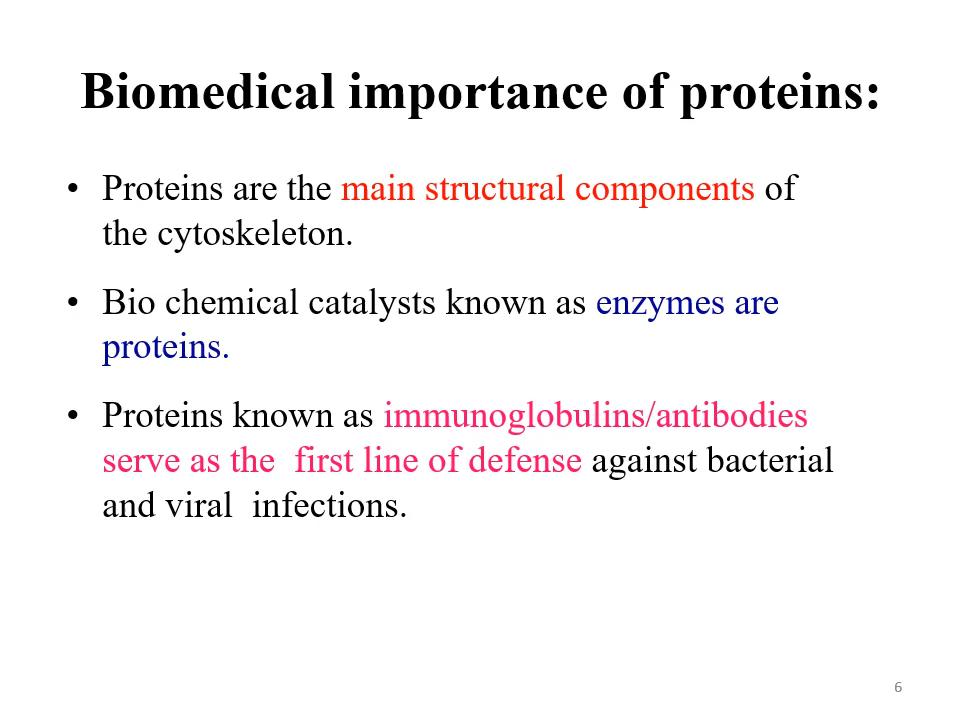 Biomedical importance of proteins:
• Proteins are the main structural components of
the cytoskeleton.
• Bio chemical catalysts known as enzymes are
proteins.
• Proteins known as immunoglobulins/antibodies
serve as the  first line of defense against bacterial
and viral  infections.
6